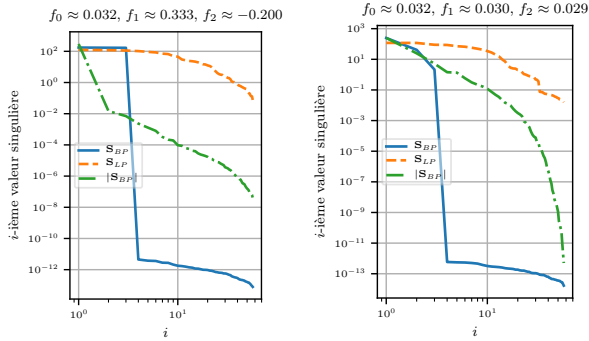 f₀ ≈ 0.032, f₁ ≈ 0.333, f₂ ≈ −0.200
i-ième valeur singulière
10²
10⁰
10⁻²
10⁻⁴
10⁻⁶
10⁻⁸
10⁻¹⁰
10⁻¹²
S_BP
S_LP
|S_BP|
10⁰
10¹
i
f₀ ≈ 0.032, f₁ ≈ 0.030, f₂ ≈ 0.029
i-ième valeur singulière
10³
10¹
10⁻¹
10⁻³
10⁻⁵
10⁻⁷
10⁻⁹
10⁻¹¹
10⁻¹³
S_BP
S_LP
|S_BP|
10⁰
10¹
i